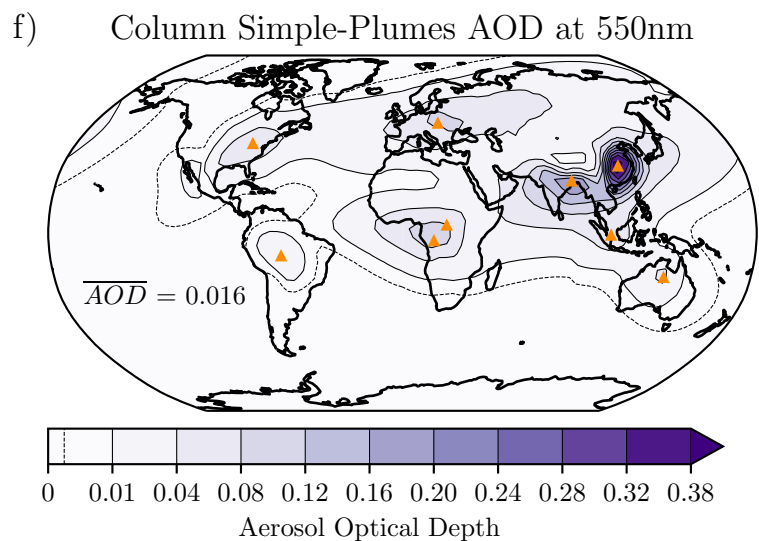 f) Column Simple-Plumes AOD at 550nm
AOD = 0.016
0 0.01 0.04 0.08 0.12 0.16 0.20 0.24 0.28 0.32 0.38
Aerosol Optical Depth